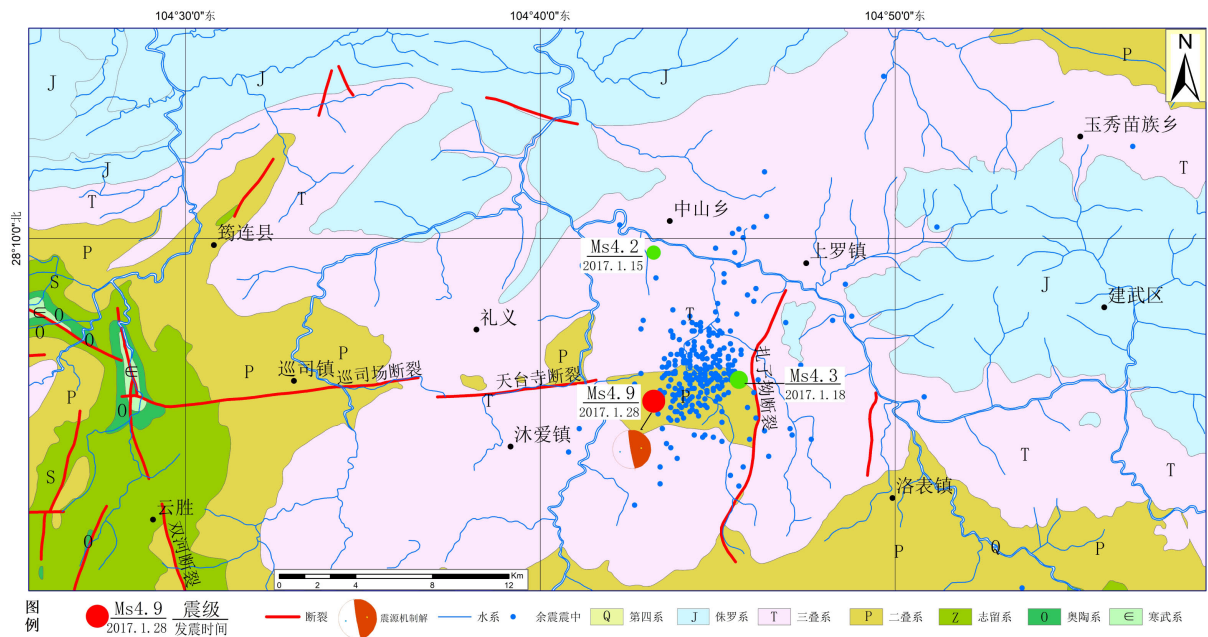 104°30'0"东
104°40'0"东
104°50'0"东
28°10'0"北
N
J
J
J
P
玉秀苗族乡
J
T
T
T
中山乡
筠连县
P
Ms4.2
2017.1.15
上罗镇
S
J
建武区
∈
O
O
O
礼义
T
P
P
巡司镇
巡司场断裂
天台寺断裂
扎子坳断裂
∈
P
P
O
T
Ms4.9
2017.1.28
P
Ms4.3
2017.1.18
沐爱镇
T
T
S
云胜
双河断裂
洛表镇
O
P
Q
P
Km
0
2
4
8
12
图例
Ms4.9
2017.1.28
震级
发震时间
断裂
震源机制解
水系
余震震中
Q
第四系
J
侏罗系
T
三叠系
P
二叠系
Z
志留系
O
奥陶系
∈
寒武系